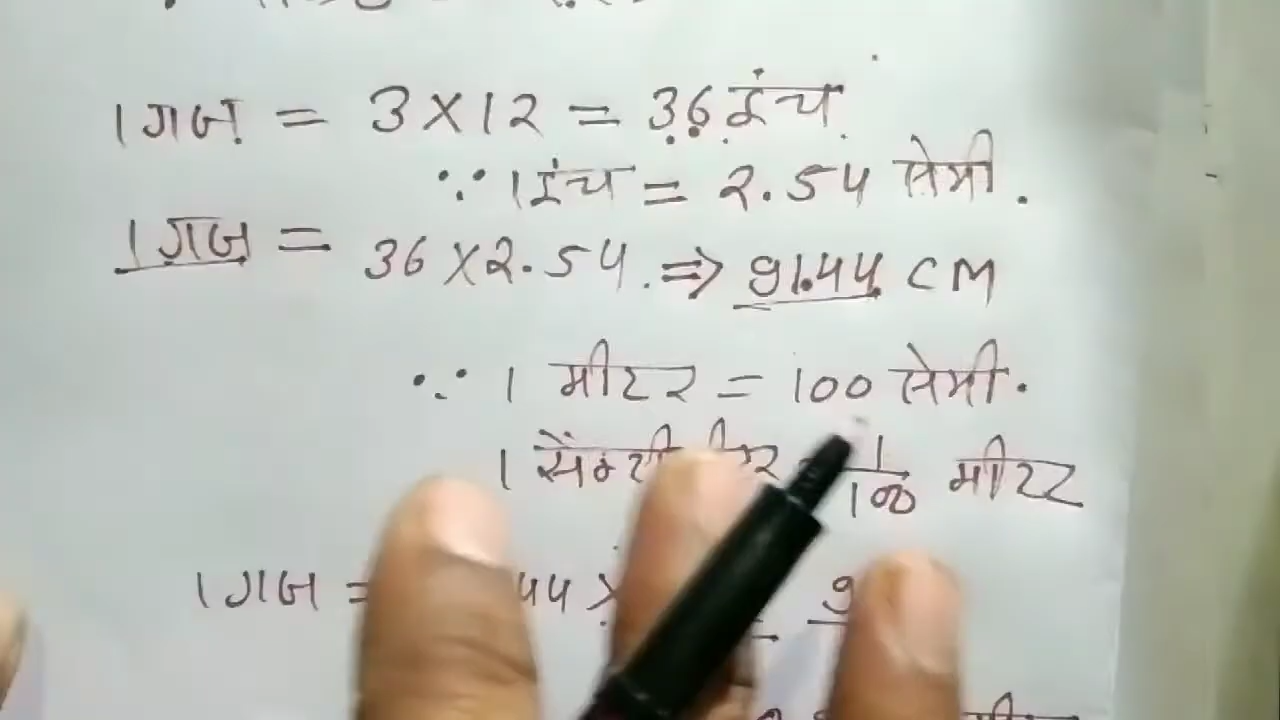 1 गज = 3 X 12 = 36 इंच
∵ 1 इंच = 2.54 सेमी.
1 गज = 36 X 2.54 ⇒ 91.44 CM
∵ 1 मीटर = 100 सेमी.
1 1/100 मीटर
1 गज = 44 X